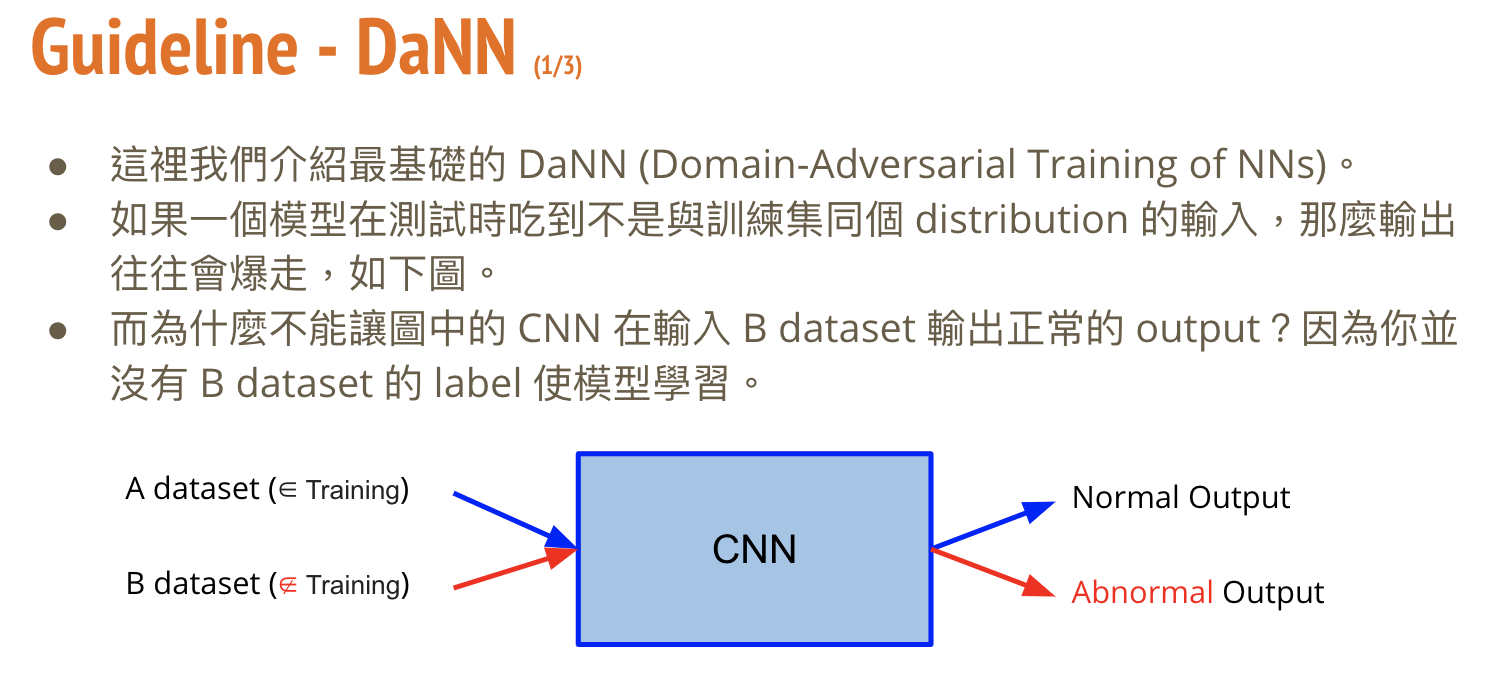 Guideline - DaNN (1/3)
● 這裡我們介紹最基礎的 DaNN (Domain-Adversarial Training of NNs)。
● 如果一個模型在測試時吃到不是與訓練集同個 distribution 的輸入，那麼輸出
往往會爆走，如下圖。
● 而為什麼不能讓圖中的 CNN 在輸入 B dataset 輸出正常的 output？因為你並
沒有 B dataset 的 label 使模型學習。
A dataset (∈ Training)
B dataset (∉ Training)
CNN
Normal Output
Abnormal Output